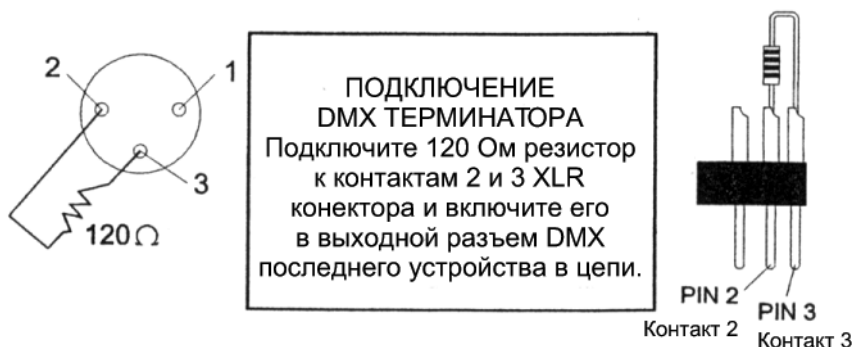 2
1
3
120Ω
ПОДКЛЮЧЕНИЕ
DMX ТЕРМИНАТОРА
Подключите 120 Ом резистор
к контактам 2 и 3 XLR
конектора и включите его
в выходной разъем DMX
последнего устройства в цепи.
PIN 2
PIN 3
Контакт 2
Контакт 3